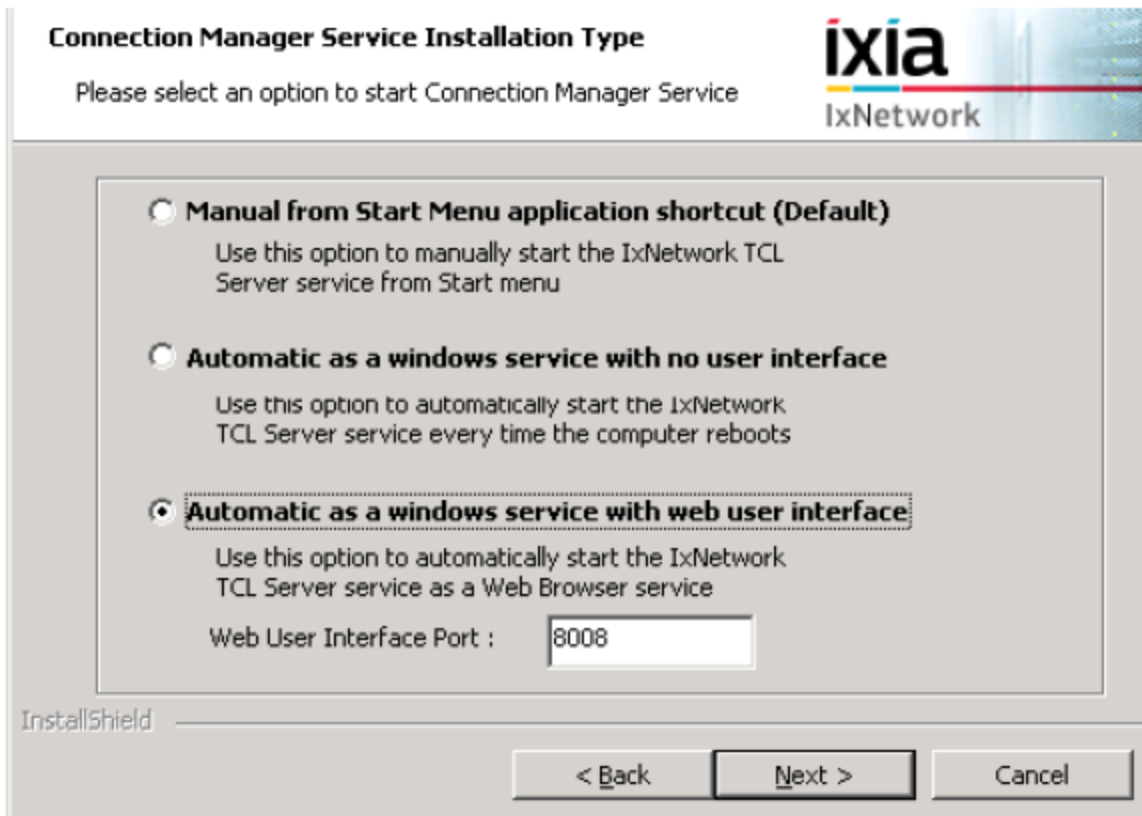 Connection Manager Service Installation Type
Please select an option to start Connection Manager Service
ixia
IxNetwork
Manual from Start Menu application shortcut (Default)
Use this option to manually start the IxNetwork TCL
Server service from Start menu
Automatic as a windows service with no user interface
Use this option to automatically start the IxNetwork
TCL Server service every time the computer reboots
Automatic as a windows service with web user interface
Use this option to automatically start the IxNetwork
TCL Server service as a Web Browser service
Web User Interface Port : 8008
InstallShield
< Back Next > Cancel